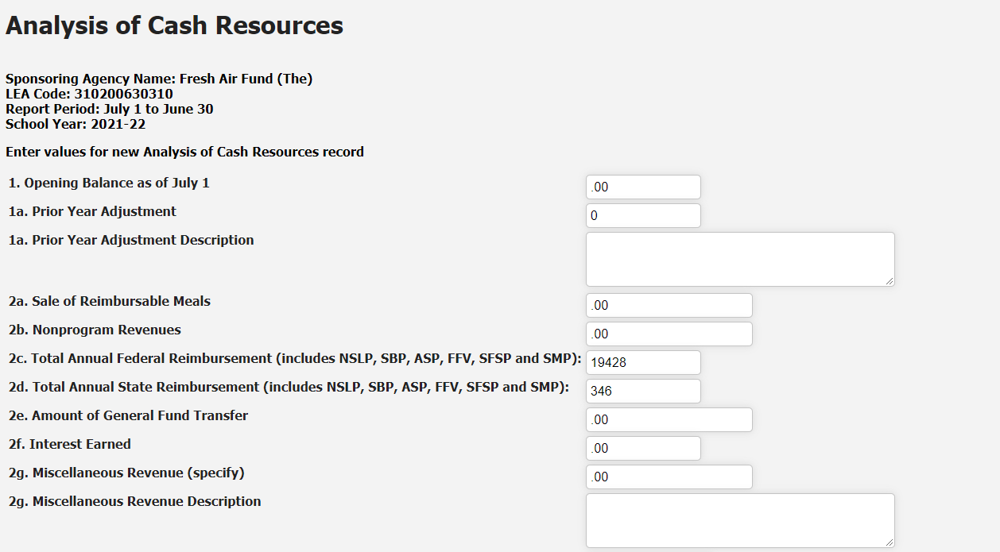 Analysis of Cash Resources
Sponsoring Agency Name: Fresh Air Fund (The)
LEA Code: 310200630310
Report Period: July 1 to June 30
School Year: 2021-22
Enter values for new Analysis of Cash Resources record
1. Opening Balance as of July 1 .00
1a. Prior Year Adjustment 0
1a. Prior Year Adjustment Description
2a. Sale of Reimbursable Meals .00
2b. Nonprogram Revenues .00
2c. Total Annual Federal Reimbursement (includes NSLP, SBP, ASP, FFV, SFSP and SMP): 19428
2d. Total Annual State Reimbursement (includes NSLP, SBP, ASP, FFV, SFSP and SMP): 346
2e. Amount of General Fund Transfer .00
2f. Interest Earned .00
2g. Miscellaneous Revenue (specify) .00
2g. Miscellaneous Revenue Description